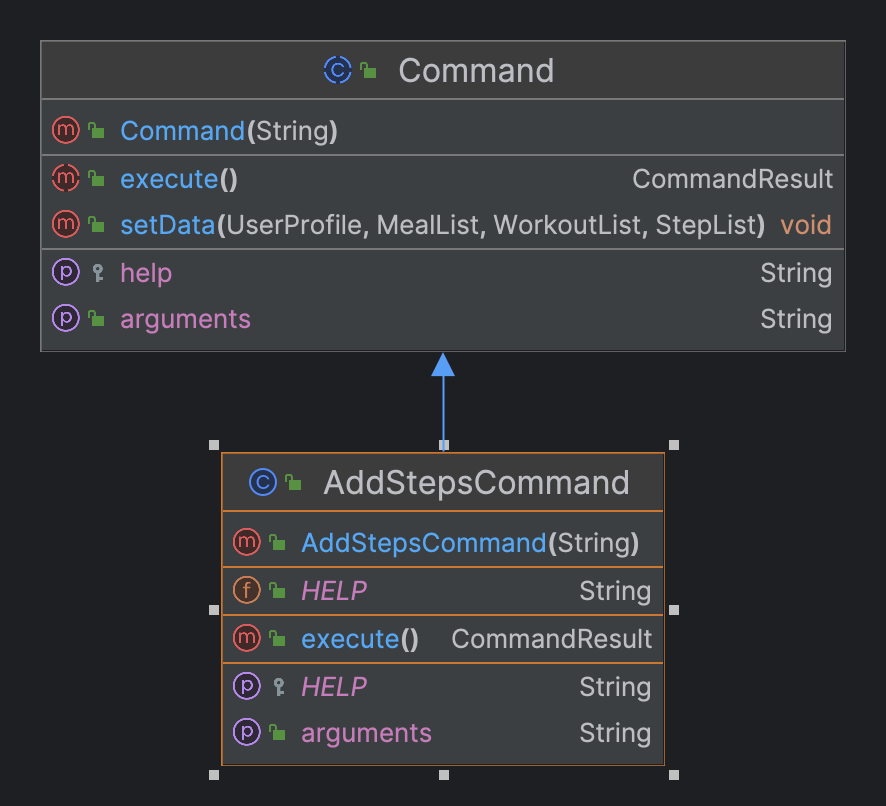 C Command
m Command(String)
m execute() CommandResult
m setData(UserProfile, MealList, WorkoutList, StepList) void
p help String
p arguments String
C AddStepsCommand
m AddStepsCommand(String)
f HELP String
m execute() CommandResult
p HELP String
p arguments String